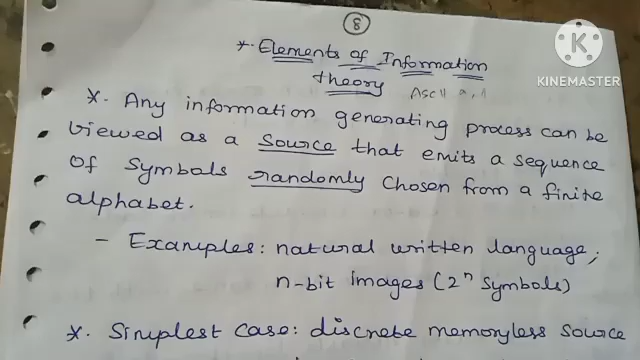 8
*. Elements of Information
theory
ASCII a, A
*. Any information generating process can be
viewed as a source that emits a sequence
of symbols randomly chosen from a finite
alphabet.
- Examples: natural written language;
n-bit images (2ⁿ symbols)
*. Simplest case: discrete memoryless source
K
KINEMASTER